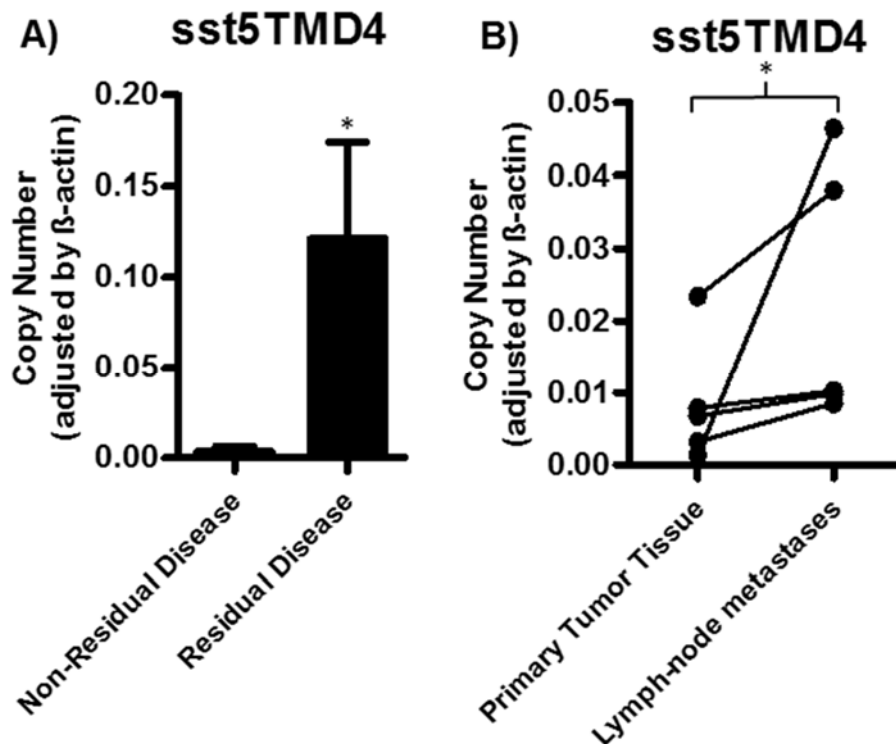 A)
sst5TMD4
Copy Number
(adjusted by ß-actin)
0.20
0.15
0.10
0.05
0.00
*
Non-Residual Disease
Residual Disease
B)
sst5TMD4
*
Copy Number
(adjusted by ß-actin)
0.05
0.04
0.03
0.02
0.01
0.00
Primary Tumor Tissue
Lymph-node metastases